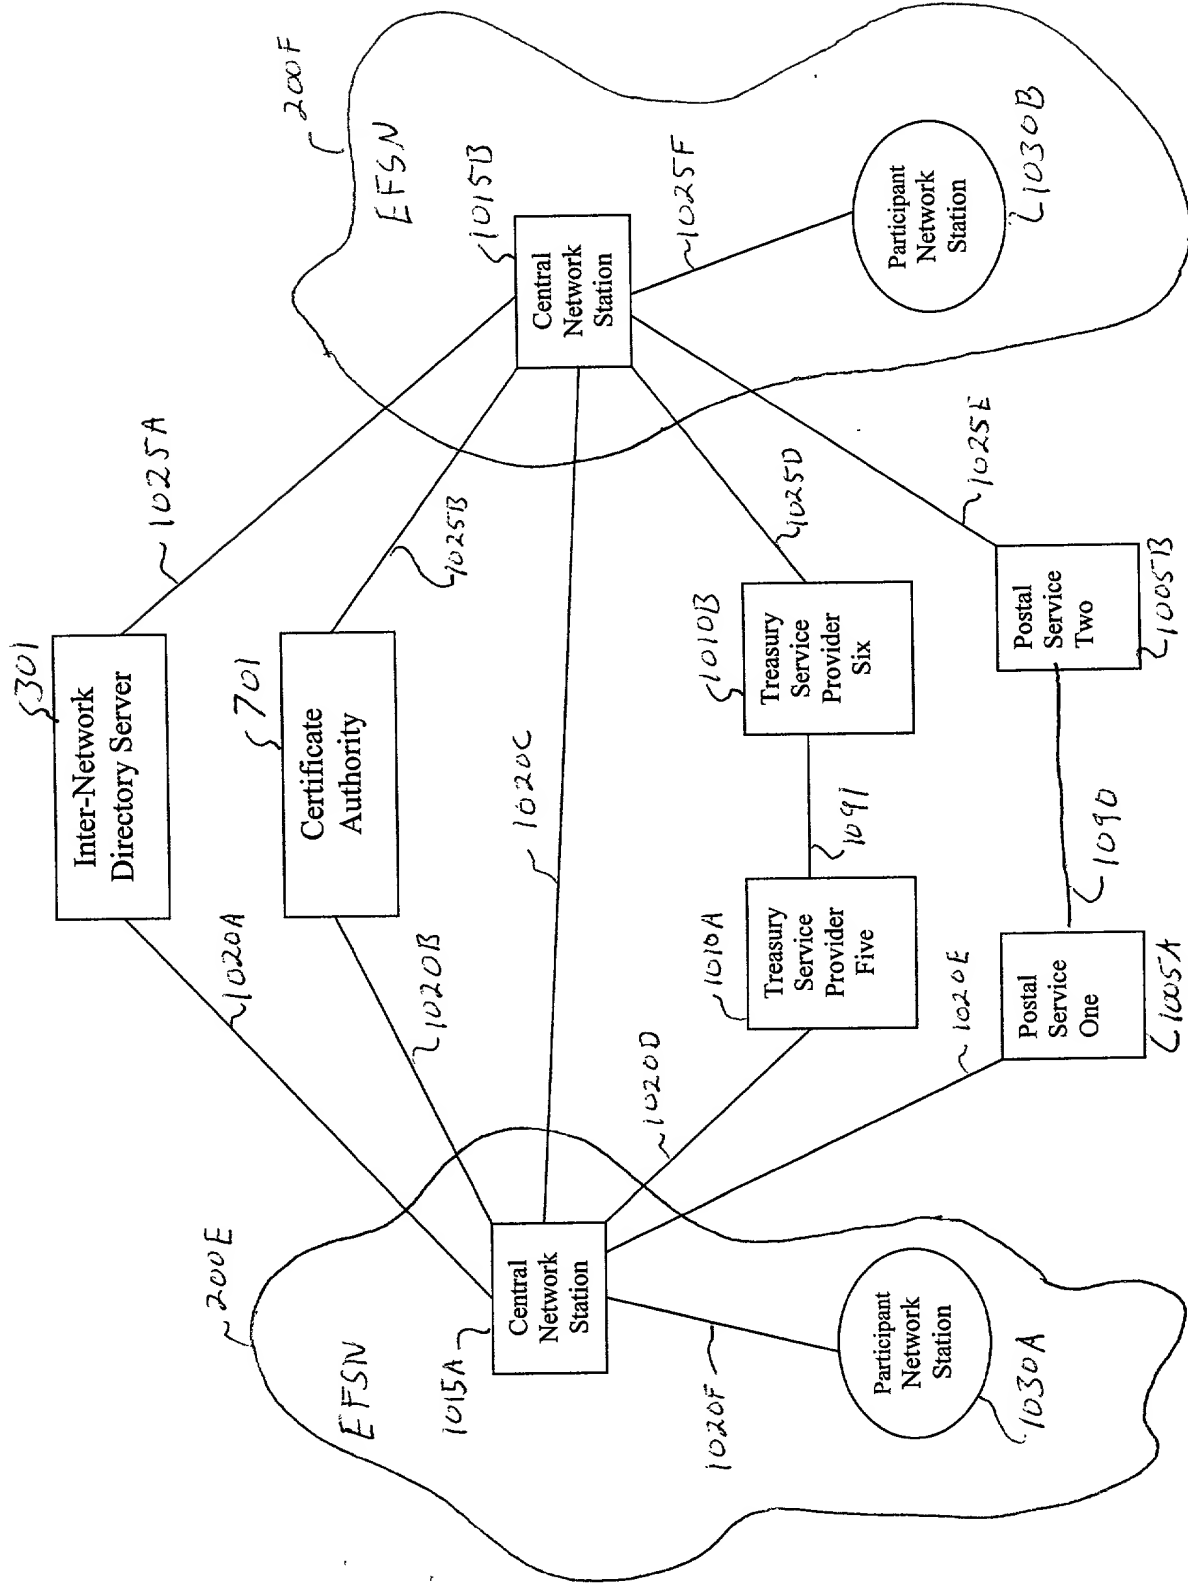 301
Inter-Network
Directory Server
1020A
1025A
701
Certificate
Authority
1020B
1025B
200E
EFSN
200F
EFSN
1015A
Central
Network
Station
1020C
1015B
Central
Network
Station
1020D
1010A
Treasury
Service
Provider
Five
1091
1010B
Treasury
Service
Provider
Six
1025D
1020F
1025F
1020E
Postal
Service
One
1005A
1090
Postal
Service
Two
1005B
1025E
Participant
Network
Station
1030A
Participant
Network
Station
1030B